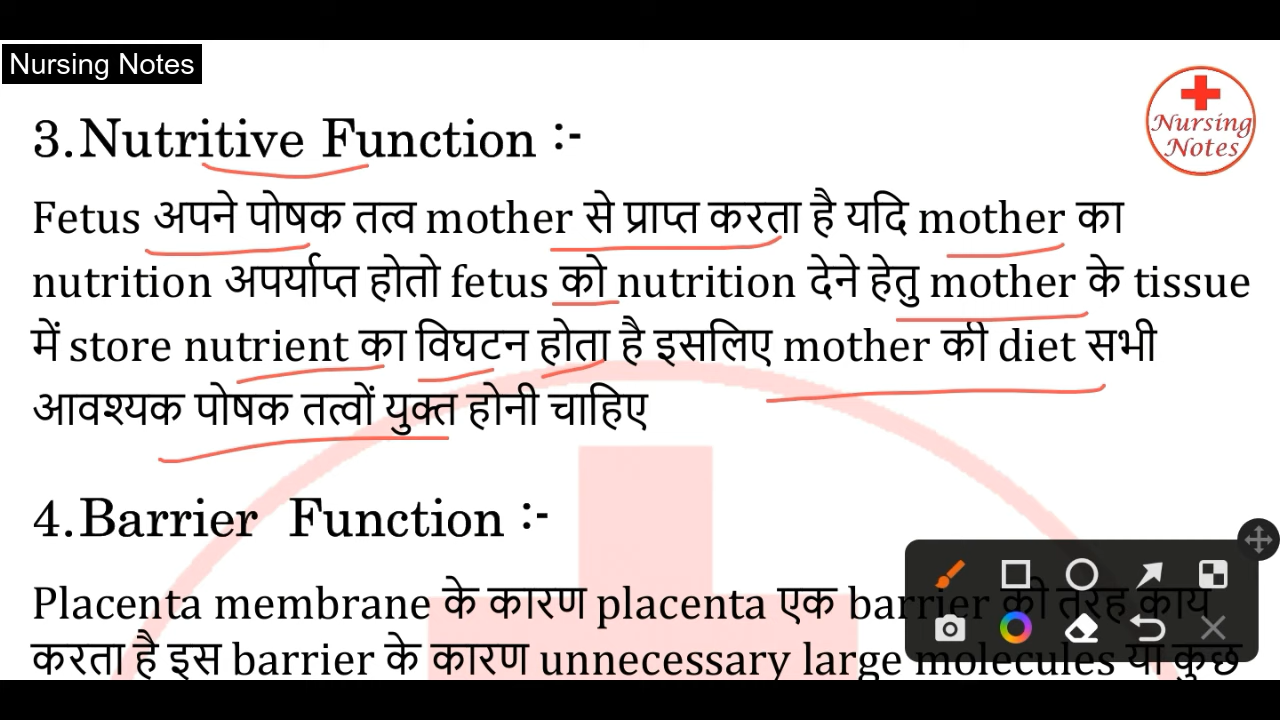 Nursing Notes
Nursing
Notes
3.Nutritive Function :-
Fetus अपने पोषक तत्व mother से प्राप्त करता है यदि mother का
nutrition अपर्याप्त होतो fetus को nutrition देने हेतु mother के tissue
में store nutrient का विघटन होता है इसलिए mother की diet सभी
आवश्यक पोषक तत्वों युक्त होनी चाहिए
4.Barrier Function :-
Placenta membrane के कारण placenta एक barrier की तरह कार्य
करता है इस barrier के कारण unnecessary large molecules या कुछ